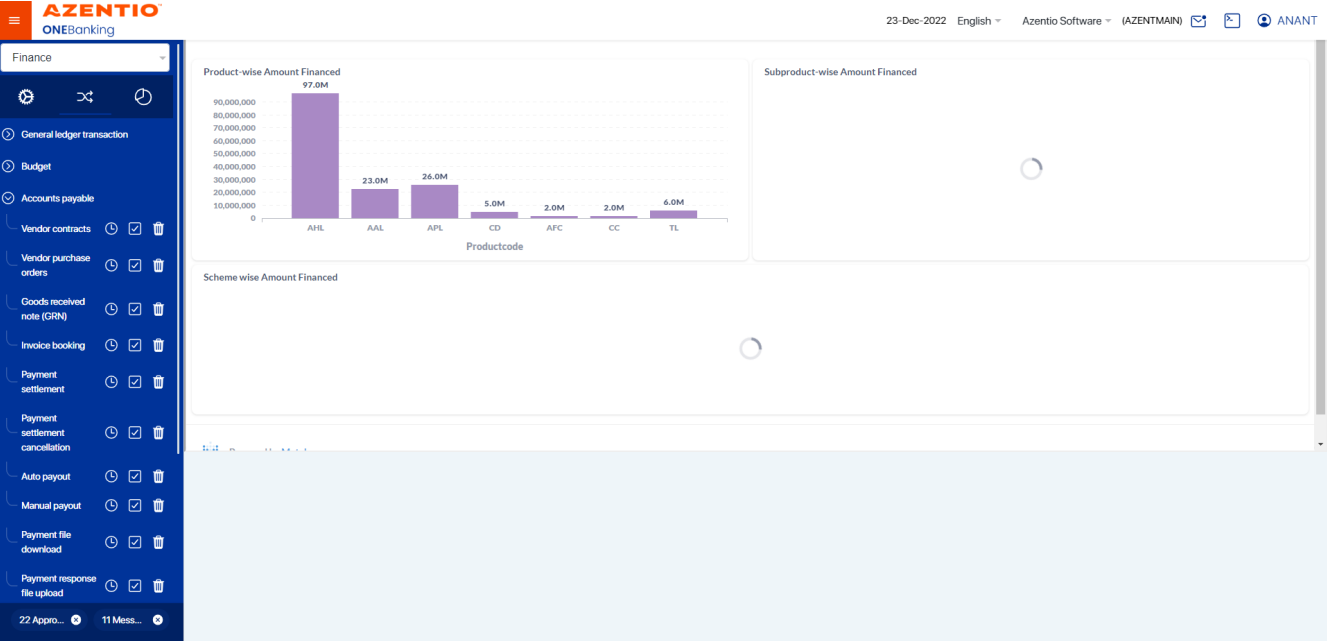 AZENTIO
ONEBanking
23-Dec-2022 English Azentio Software (AZENTMAIN) ANANT
Finance
General ledger transaction
Budget
Accounts payable
Vendor contracts
Vendor purchase
orders
Goods received
note (GRN)
Invoice booking
Payment
settlement
Payment
settlement
cancellation
Auto payout
Manual payout
Payment file
download
Payment response
file upload
22 Appro...
11 Mess...
Product-wise Amount Financed
97.0M
90,000,000
80,000,000
70,000,000
60,000,000
50,000,000
40,000,000
30,000,000
20,000,000
10,000,000
0
23.0M
26.0M
5.0M
2.0M
2.0M
6.0M
AHL AAL APL CD AFC CC TL
Productcode
Subproduct-wise Amount Financed
Scheme wise Amount Financed